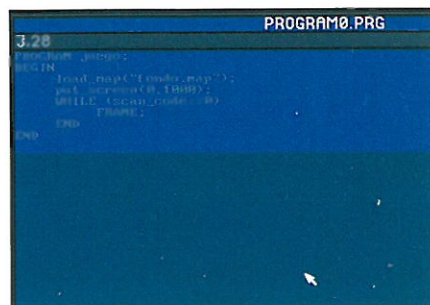 PROGRAM0.PRG
3.28
PROGRAM juego;
BEGIN
load_map("fondo.map");
put_screen(0,1000);
WHILE (scan_code==0)
FRAME;
END
END